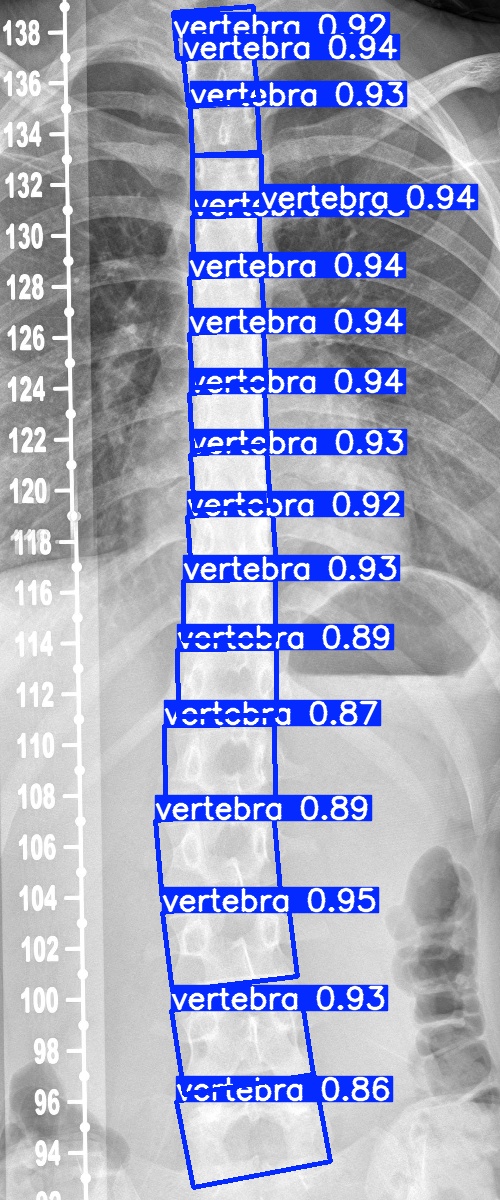 vertebra 0.92
138
vertebra 0.94
136
vertebra 0.93
134
132
vertebra 0.94
130
vertebra 0.94
128
vertebra 0.94
126
vertebra 0.94
124
vertebra 0.93
122
vertebra 0.92
120
118
vertebra 0.93
116
vertebra 0.89
114
112
vertebra 0.87
110
108
vertebra 0.89
106
104
vertebra 0.95
102
100
vertebra 0.93
98
96
vertebra 0.86
94